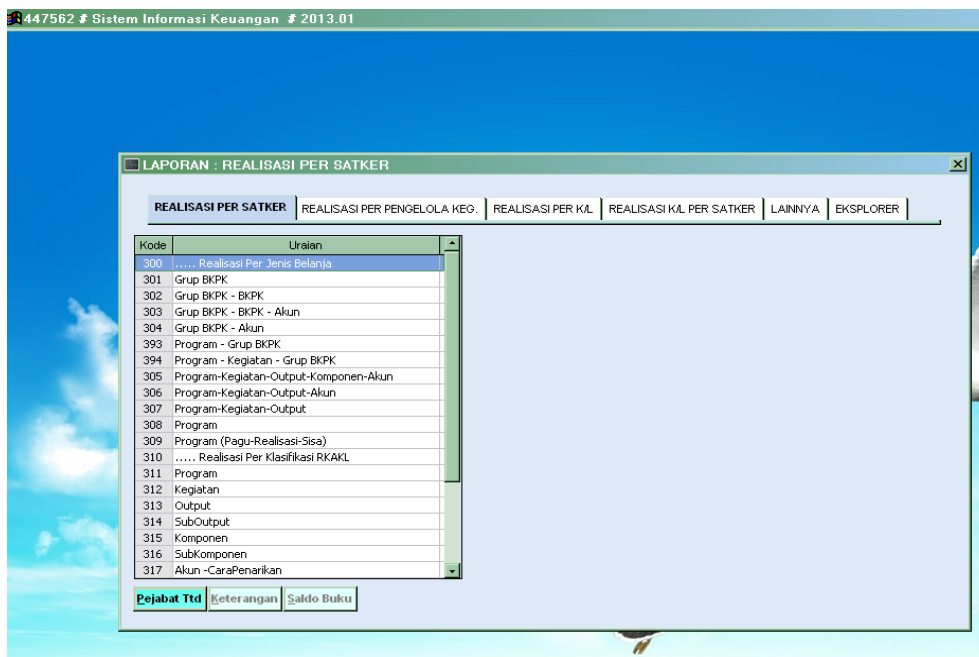 447562 # Sistem Informasi Keuangan # 2013.01
LAPORAN : REALISASI PER SATKER
REALISASI PER SATKER REALISASI PER PENGELOLA KEG. REALISASI PER K/L REALISASI K/L PER SATKER LAINNYA EKSPLORER
Kode Uraian
300 ..... Realisasi Per Jenis Belanja
301 Grup BKPK
302 Grup BKPK - BKPK
303 Grup BKPK - BKPK - Akun
304 Grup BKPK - Akun
393 Program - Grup BKPK
394 Program - Kegiatan - Grup BKPK
305 Program-Kegiatan-Output-Komponen-Akun
306 Program-Kegiatan-Output-Akun
307 Program-Kegiatan-Output
308 Program
309 Program (Pagu-Realisasi-Sisa)
310 ..... Realisasi Per Klasifikasi RKAKL
311 Program
312 Kegiatan
313 Output
314 SubOutput
315 Komponen
316 SubKomponen
317 Akun -CaraPenarikan
Pejabat Ttd Keterangan Saldo Buku